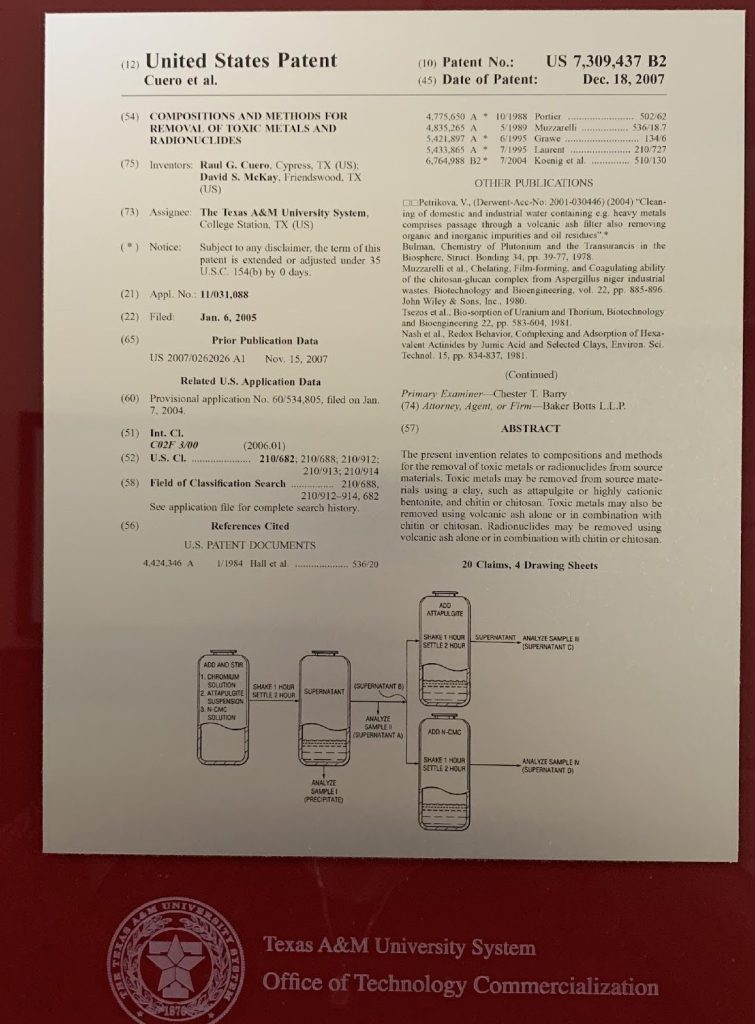 (12) United States Patent
Cuero et al.
(10) Patent No.: US 7,309,437 B2
(45) Date of Patent: Dec. 18, 2007
(54) COMPOSITIONS AND METHODS FOR
REMOVAL OF TOXIC METALS AND
RADIONUCLIDES
(75) Inventors: Raul G. Cuero, Cypress, TX (US);
David S. McKay, Friendswood, TX
(US)
(73) Assignee: The Texas A&M University System,
College Station, TX (US)
( * ) Notice: Subject to any disclaimer, the term of this
patent is extended or adjusted under 35
U.S.C. 154(b) by 0 days.
(21) Appl. No.: 11/031,088
(22) Filed: Jan. 6, 2005
(65) Prior Publication Data
US 2007/0262026 A1 Nov. 15, 2007
Related U.S. Application Data
(60) Provisional application No. 60/534,805, filed on Jan.
7, 2004.
(51) Int. Cl.
C02F 3/00 (2006.01)
(52) U.S. Cl. .................... 210/682; 210/688; 210/912;
210/913; 210/914
(58) Field of Classification Search .............. 210/688,
210/912–914, 682
See application file for complete search history.
(56) References Cited
U.S. PATENT DOCUMENTS
4,424,346 A 1/1984 Hall et al. .................. 536/20
4,775,650 A * 10/1988 Portier ...................... 502/62
4,835,265 A 5/1989 Muzzarelli ................ 536/18.7
5,421,897 A * 6/1995 Grawe ........................ 134/6
5,433,865 A * 7/1995 Laurent ..................... 210/727
6,764,988 B2 * 7/2004 Koenig et al. ............. 510/130
OTHER PUBLICATIONS
□□Petrikova, V., (Derwent-Acc-No: 2001-030446) (2004) “Clean-
ing of domestic and industrial water containing e.g. heavy metals
comprises passage through a volcanic ash filter also removing
organic and inorganic impurities and oil residues”.*
Bulman, Chemistry of Plutonium and the Transurancis in the
Biosphere, Struct. Bonding 34, pp. 39-77, 1978.
Muzzarelli et al., Chelating, Film-forming, and Coagulating ability
of the chitosan-glucan complex from Aspergillus niger industrial
wastes. Biotechnology and Bioengineering, vol. 22, pp. 885-896.
John Wiley & Sons, Inc., 1980.
Tsezos et al., Bio-sorption of Uranium and Thorium, Biotechnology
and Bioengineering 22, pp. 583-604, 1981.
Nash et al., Redox Behavior, Complexing and Adsorption of Hexa-
valent Actinides by Jumic Acid and Selected Clays, Environ. Sci.
Technol. 15, pp. 834-837, 1981.
(Continued)
Primary Examiner—Chester T. Barry
(74) Attorney, Agent, or Firm—Baker Botts L.L.P.
(57) ABSTRACT
The present invention relates to compositions and methods
for the removal of toxic metals or radionuclides from source
materials. Toxic metals may be removed from source mate-
rials using a clay, such as attapulgite or highly cationic
bentonite, and chitin or chitosan. Toxic metals may also be
removed using volcanic ash alone or in combination with
chitin or chitosan. Radionuclides may be removed using
volcanic ash alone or in combination with chitin or chitosan.
20 Claims, 4 Drawing Sheets
ADD AND STIR
1. CHROMIUM
SOLUTION
2. ATTAPULGITE
SUSPENSION
3. N-CMC
SOLUTION
SHAKE 1 HOUR
SETTLE 2 HOUR
SUPERNATANT
ANALYZE
SAMPLE I
(PRECIPITATE)
(SUPERNATANT B)
ANALYZE
SAMPLE II
(SUPERNATANT A)
ADD
ATTAPULGITE
SHAKE 1 HOUR
SETTLE 2 HOUR
SUPERNATANT
ANALYZE SAMPLE III
(SUPERNATANT C)
ADD N-CMC
SHAKE 1 HOUR
SETTLE 2 HOUR
ANALYZE SAMPLE IV
(SUPERNATANT D)
THE TEXAS A&M UNIVERSITY SYSTEM
1876
Texas A&M University System
Office of Technology Commercialization